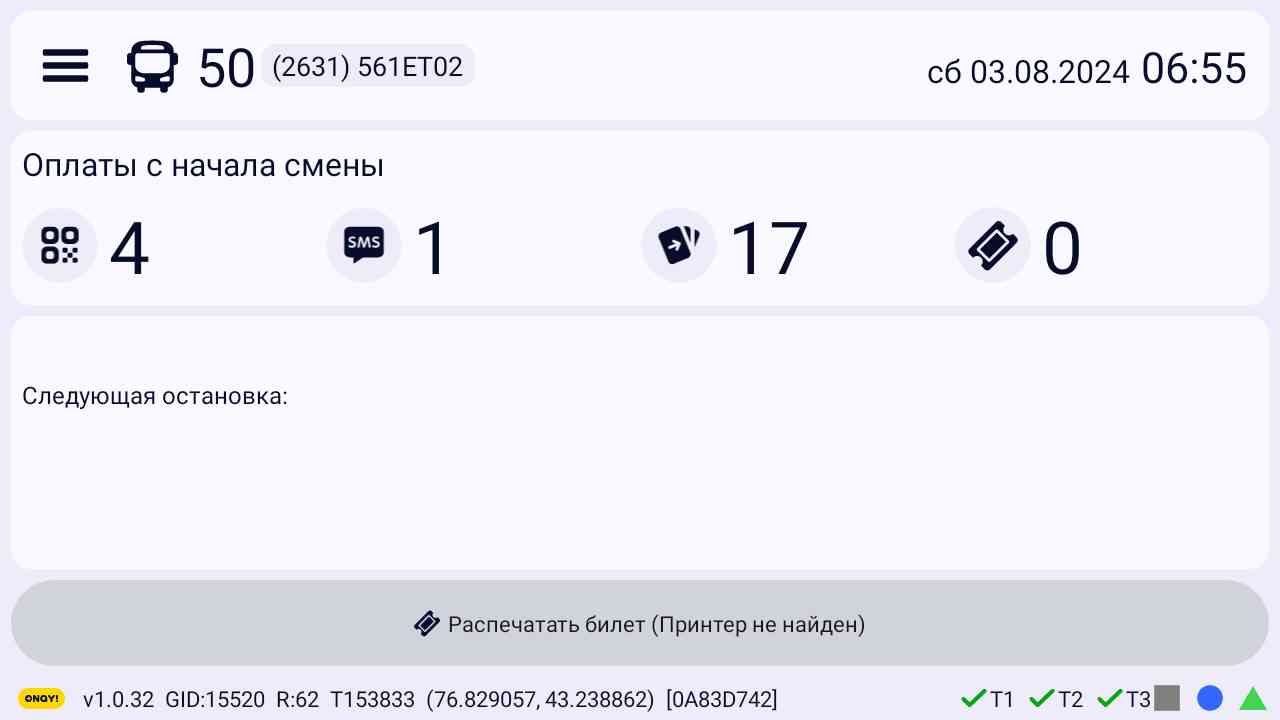 50 (2631) 561ET02 сб 03.08.2024 06:55
Оплаты с начала смены
4 SMS 1 17 0
Следующая остановка:
Распечатать билет (Принтер не найден)
ONAY! v1.0.32 GID:15520 R:62 T153833 (76.829057, 43.238862) [0A83D742] T1 T2 T3